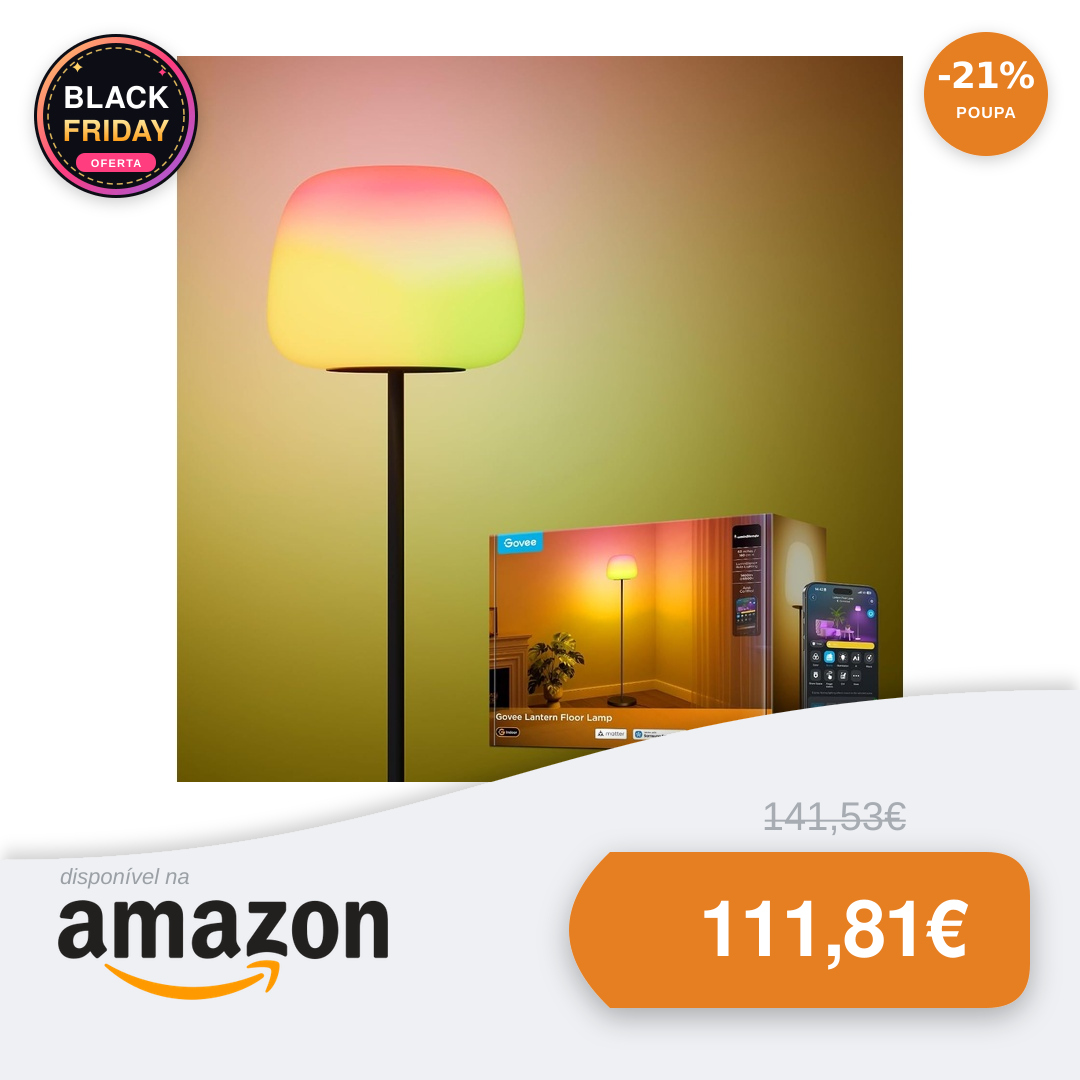 BLACK
FRIDAY
OFERTA
-21%
POUPA
Govee
Govee Lantern Floor Lamp
matter
141,53€
disponível na
amazon
111,81€